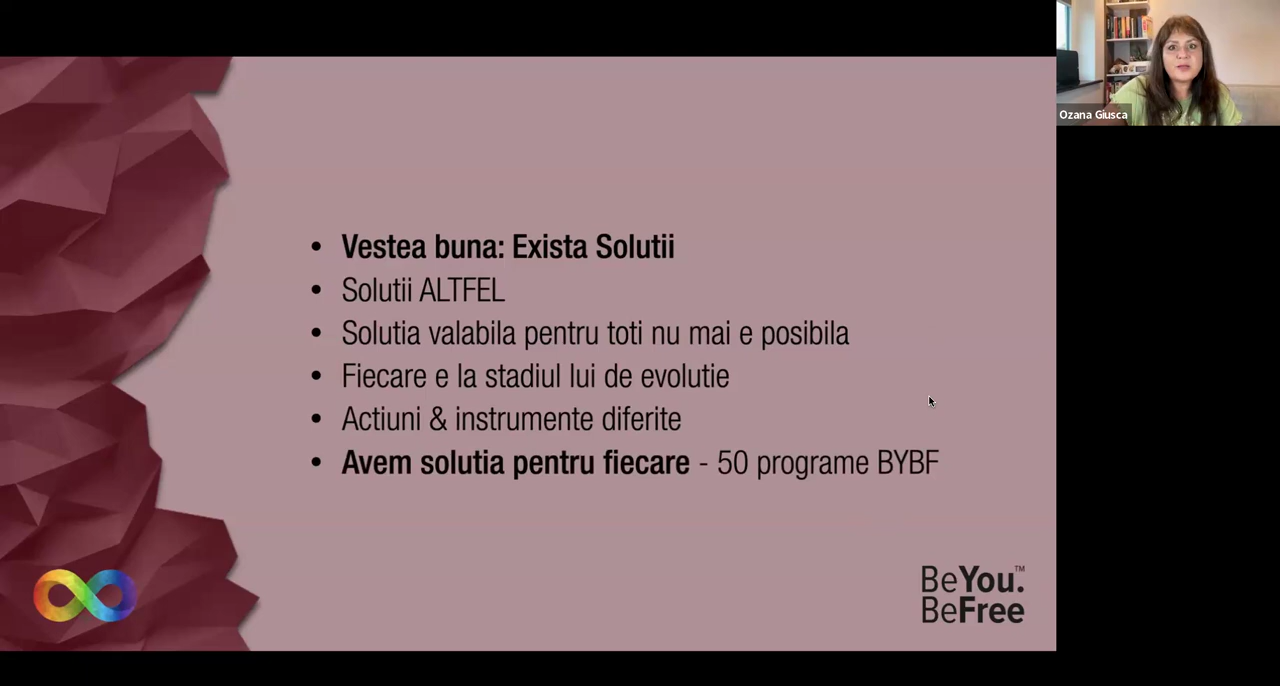 Ozana Giusca
• Vestea buna: Exista Solutii
• Solutii ALTFEL
• Solutia valabila pentru toti nu mai e posibila
• Fiecare e la stadiul lui de evolutie
• Actiuni & instrumente diferite
• Avem solutia pentru fiecare - 50 programe BYBF
BeYou.™
BeFree